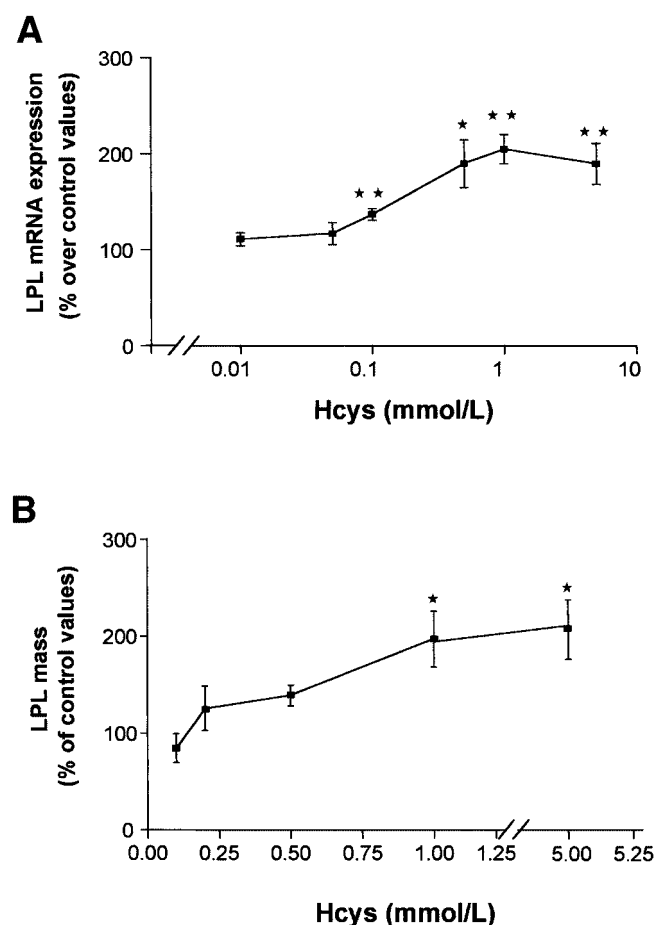 A
LPL mRNA expression
(% over control values)
300
200
100
0
★ ★
★
★ ★
★ ★
0.01 0.1 1 10
Hcys (mmol/L)
B
LPL mass
(% of control values)
300
200
100
0
★
★
0.00 0.25 0.50 0.75 1.00 1.25 5.00 5.25
Hcys (mmol/L)